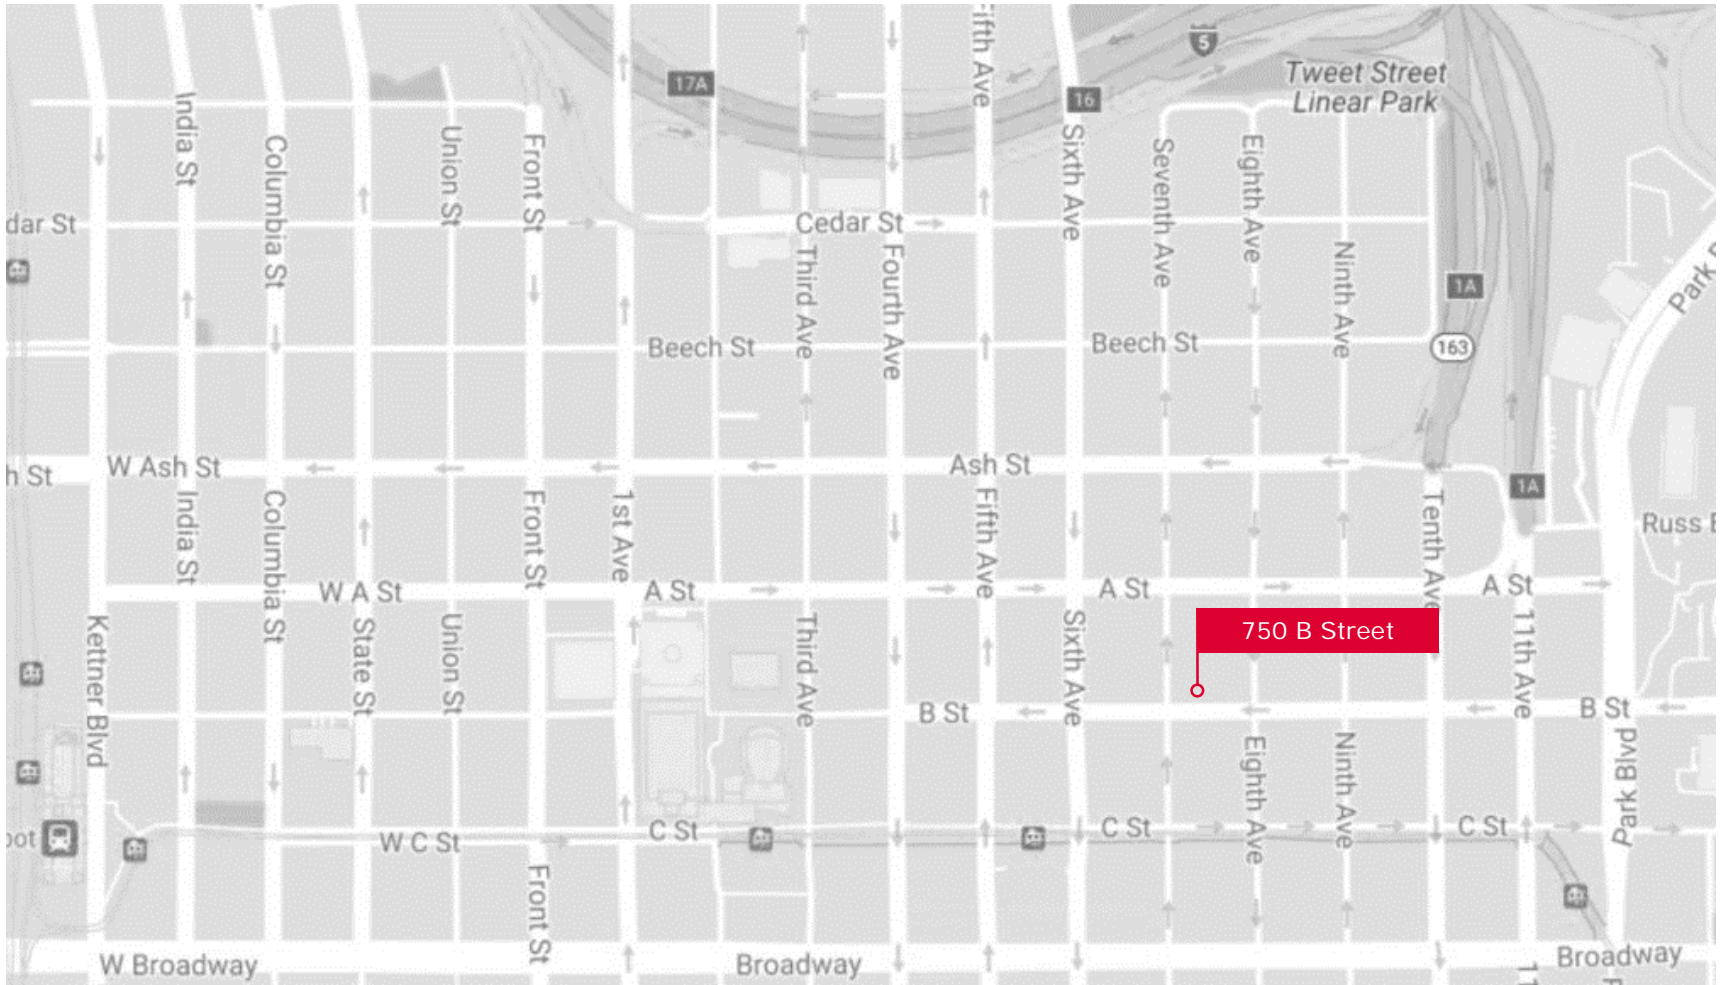 Fifth Ave
5
Tweet Street
Linear Park
17A
16
India St
Columbia St
Union St
Front St
Sixth Ave
Seventh Ave
Eighth Ave
dar St
Cedar St
Third Ave
Fourth Ave
Ninth Ave
Park
1A
Beech St
Beech St
163
h St
W Ash St
Ash St
1A
India St
Columbia St
Front St
1st Ave
Fifth Ave
Tenth Ave
Russ
W A St
A St
A St
A St
Kettner Blvd
State St
Union St
Third Ave
Sixth Ave
750 B Street
11th Ave
B St
B St
Eighth Ave
Ninth Ave
Park Blvd
oot
W C St
C St
C St
C St
Front St
W Broadway
Broadway
Broadway
11